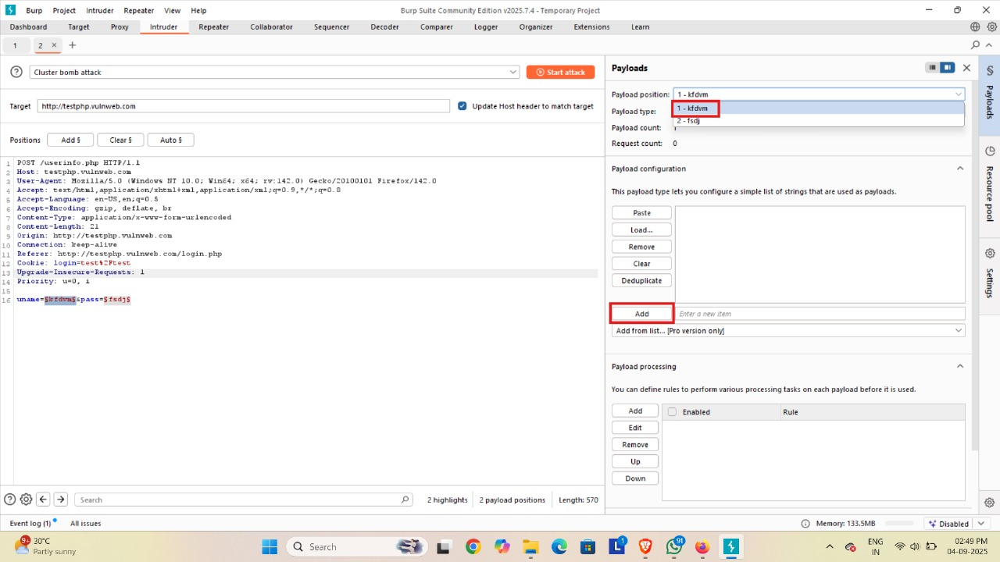 Burp Project Intruder Repeater View Help Burp Suite Community Edition v2025.7.4 - Temporary Project
Dashboard Target Proxy Intruder Repeater Collaborator Sequencer Decoder Comparer Logger Organizer Extensions Learn
1 2 × +
Cluster bomb attack Start attack
Target http://testphp.vulnweb.com Update Host header to match target
Positions Add § Clear § Auto §
1 POST /userinfo.php HTTP/1.1
2 Host: testphp.vulnweb.com
3 User-Agent: Mozilla/5.0 (Windows NT 10.0; Win64; x64; rv:142.0) Gecko/20100101 Firefox/142.0
4 Accept: text/html,application/xhtml+xml,application/xml;q=0.9,*/*;q=0.8
5 Accept-Language: en-US,en;q=0.5
6 Accept-Encoding: gzip, deflate, br
7 Content-Type: application/x-www-form-urlencoded
8 Content-Length: 21
9 Origin: http://testphp.vulnweb.com
10 Connection: keep-alive
11 Referer: http://testphp.vulnweb.com/login.php
12 Cookie: login=test%2Ftest
13 Upgrade-Insecure-Requests: 1
14 Priority: u=0, i
15
16 uname=§kfdvm§&pass=§fsdj§
Search 2 highlights 2 payload positions Length: 570
Payloads
Payload position: 1 - kfdvm
1 - kfdvm
2 - fsdj
Payload type:
Payload count:
Request count: 0
Payload configuration
This payload type lets you configure a simple list of strings that are used as payloads.
Paste
Load...
Remove
Clear
Deduplicate
Add Enter a new item
Add from list... [Pro version only]
Payload processing
You can define rules to perform various processing tasks on each payload before it is used.
Add Enabled Rule
Edit
Remove
Up
Down
§
Payloads
Resource pool
Settings
Event log (1) All issues Memory: 133.5MB Disabled
9+ 30°C
Partly sunny
Search
L 1
91
ENG
IN
02:49 PM
04-09-2025